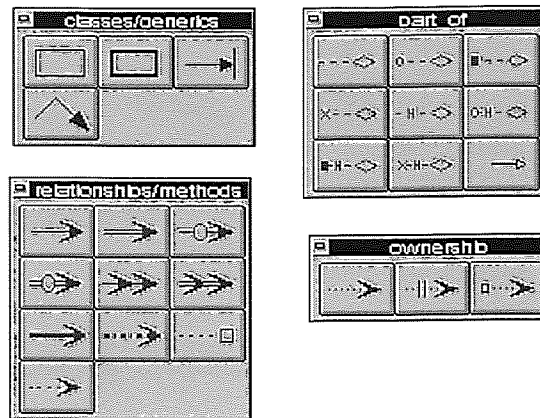 classes/generics
part of
relationships/methods
ownership